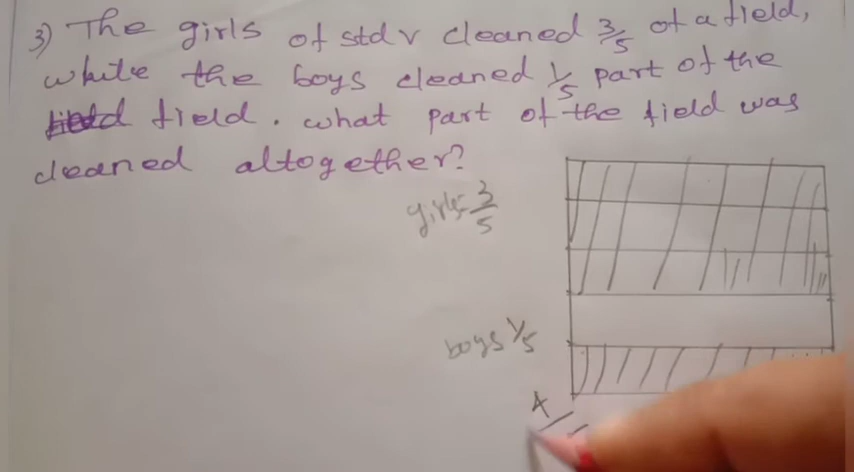 3) The girls of std v cleaned 3/5 of a field,
while the boys cleaned 1/5 part of the
field. what part of the field was
cleaned altogether?
girls= 3/5
boys 1/5
4